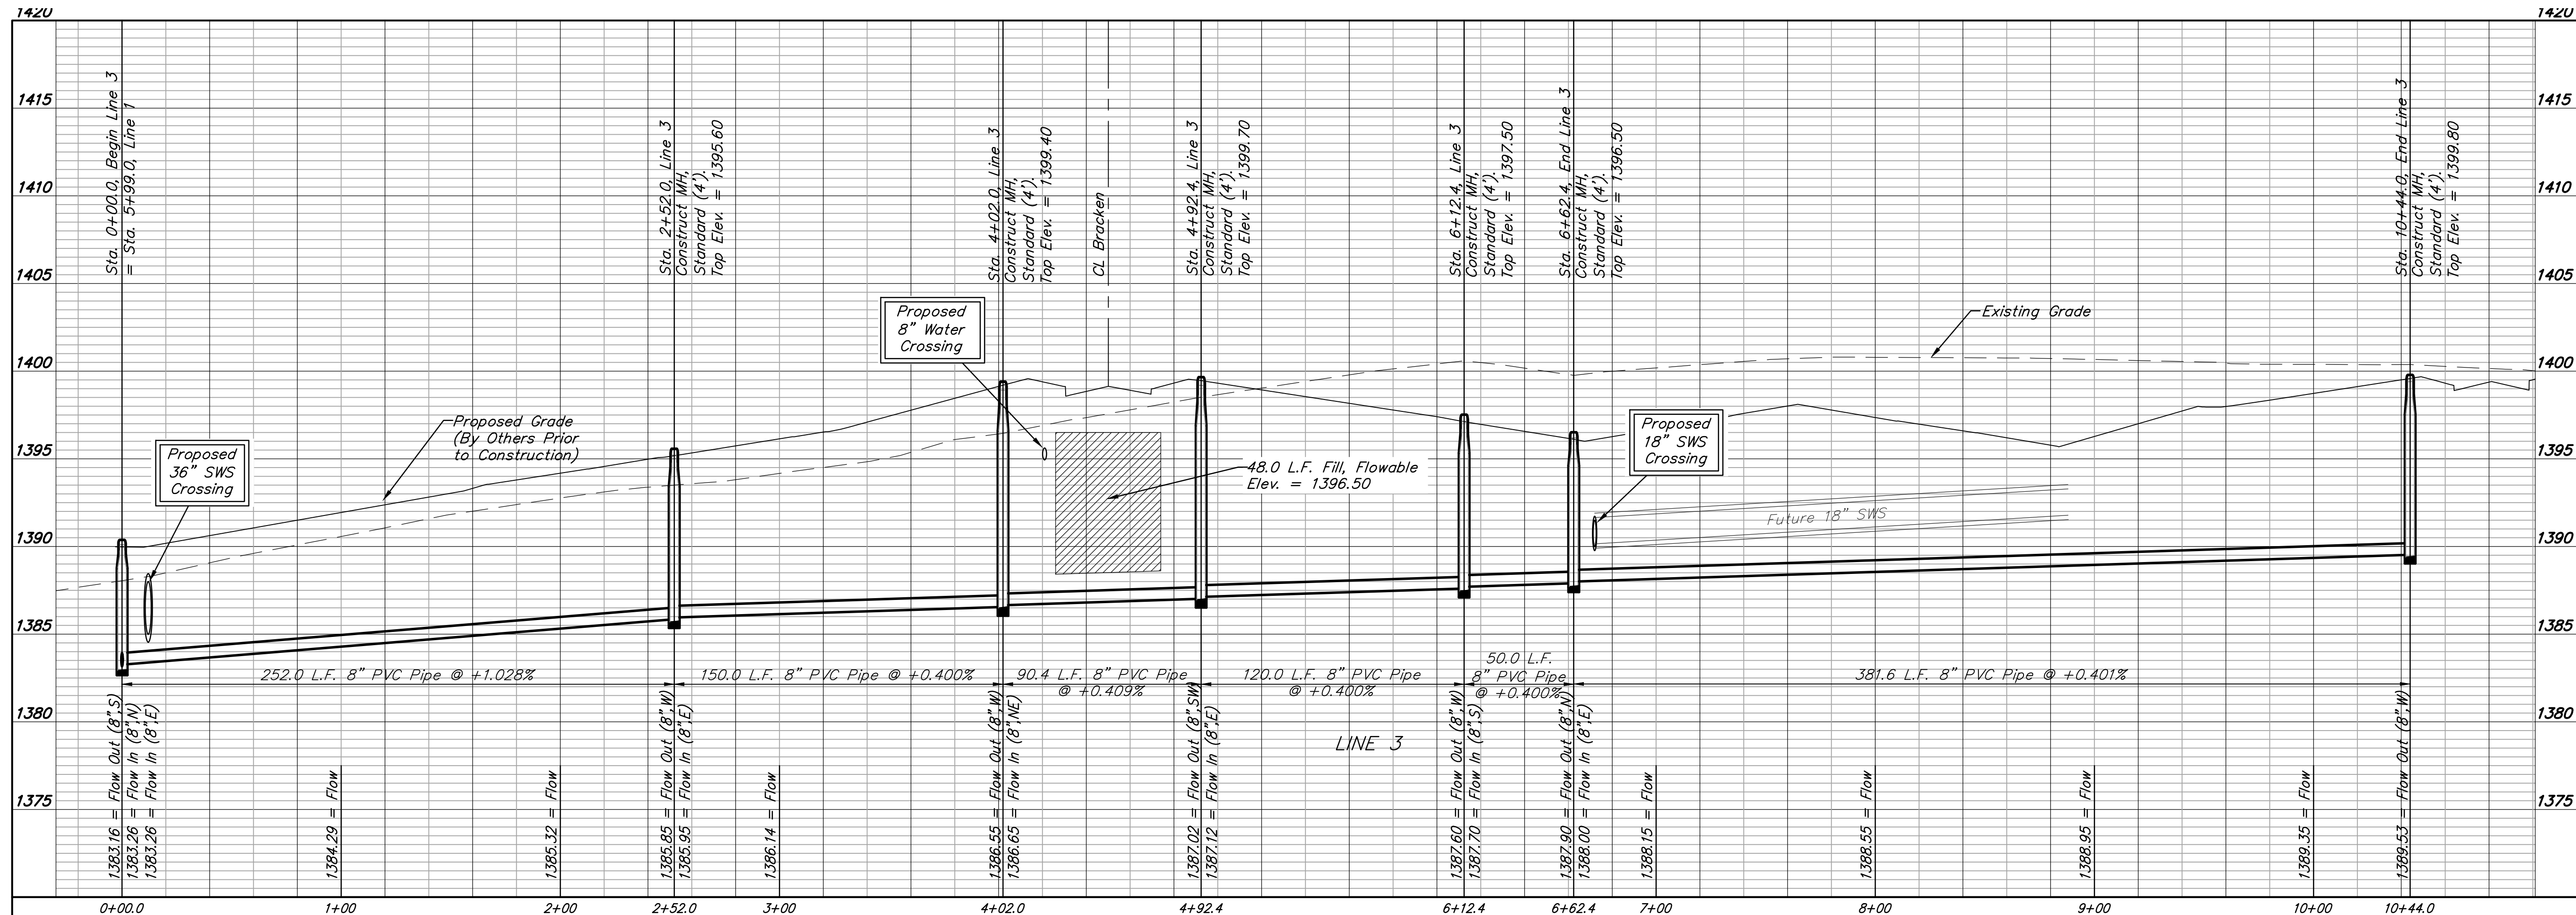 1420
1420
1415
1415
1410
1410
1405
1405
1400
1400
1395
1395
1390
1390
1385
1385
1380
1380
1375
1375
Sta. 0+00.0, Begin Line 3
= Sta. 5+99.0, Line 1
Sta. 2+52.0, Line 3
Construct MH,
Standard (4').
Top Elev. = 1395.60
Sta. 4+02.0, Line 3
Construct MH,
Standard (4').
Top Elev. = 1399.40
CL Bracken
Sta. 4+92.4, Line 3
Construct MH,
Standard (4').
Top Elev. = 1399.70
Sta. 6+12.4, Line 3
Construct MH,
Standard (4').
Top Elev. = 1397.50
Sta. 6+62.4, End Line 3
Construct MH,
Standard (4').
Top Elev. = 1396.50
Sta. 10+44.0, End Line 3
Construct MH,
Standard (4').
Top Elev. = 1399.80
Proposed
8" Water
Crossing
Existing Grade
Proposed Grade
(By Others Prior
to Construction)
Proposed
36" SWS
Crossing
48.0 L.F. Fill, Flowable
Elev. = 1396.50
Proposed
18" SWS
Crossing
Future 18" SWS
252.0 L.F. 8" PVC Pipe @ +1.028%
150.0 L.F. 8" PVC Pipe @ +0.400%
90.4 L.F. 8" PVC Pipe
@ +0.409%
120.0 L.F. 8" PVC Pipe
@ +0.400%
50.0 L.F.
8" PVC Pipe
@ +0.400%
381.6 L.F. 8" PVC Pipe @ +0.401%
LINE 3
1383.16 = Flow Out (8",S)
1383.26 = Flow In (8",N)
1383.26 = Flow In (8",E)
1384.29 = Flow
1385.32 = Flow
1385.85 = Flow Out (8",W)
1385.95 = Flow In (8",E)
1386.14 = Flow
1386.55 = Flow Out (8",W)
1386.65 = Flow In (8",NE)
1387.02 = Flow Out (8",SW)
1387.12 = Flow In (8",E)
1387.60 = Flow Out (8",W)
1387.70 = Flow In (8",S)
1387.90 = Flow Out (8",N)
1388.00 = Flow In (8",E)
1388.15 = Flow
1388.55 = Flow
1388.95 = Flow
1389.35 = Flow
1389.53 = Flow Out (8",W)
0+00.0
1+00
2+00
2+52.0
3+00
4+02.0
4+92.4
6+12.4
6+62.4
7+00
8+00
9+00
10+00
10+44.0